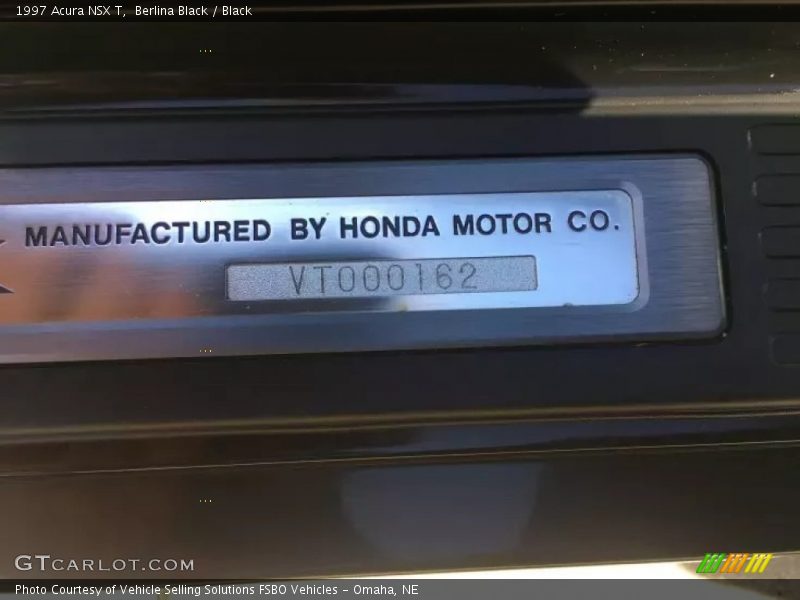 1997 Acura NSX T,  Berlina Black / Black
MANUFACTURED BY HONDA MOTOR CO.
VT000162
GTCARLOT.COM
Photo Courtesy of Vehicle Selling Solutions FSBO Vehicles - Omaha, NE